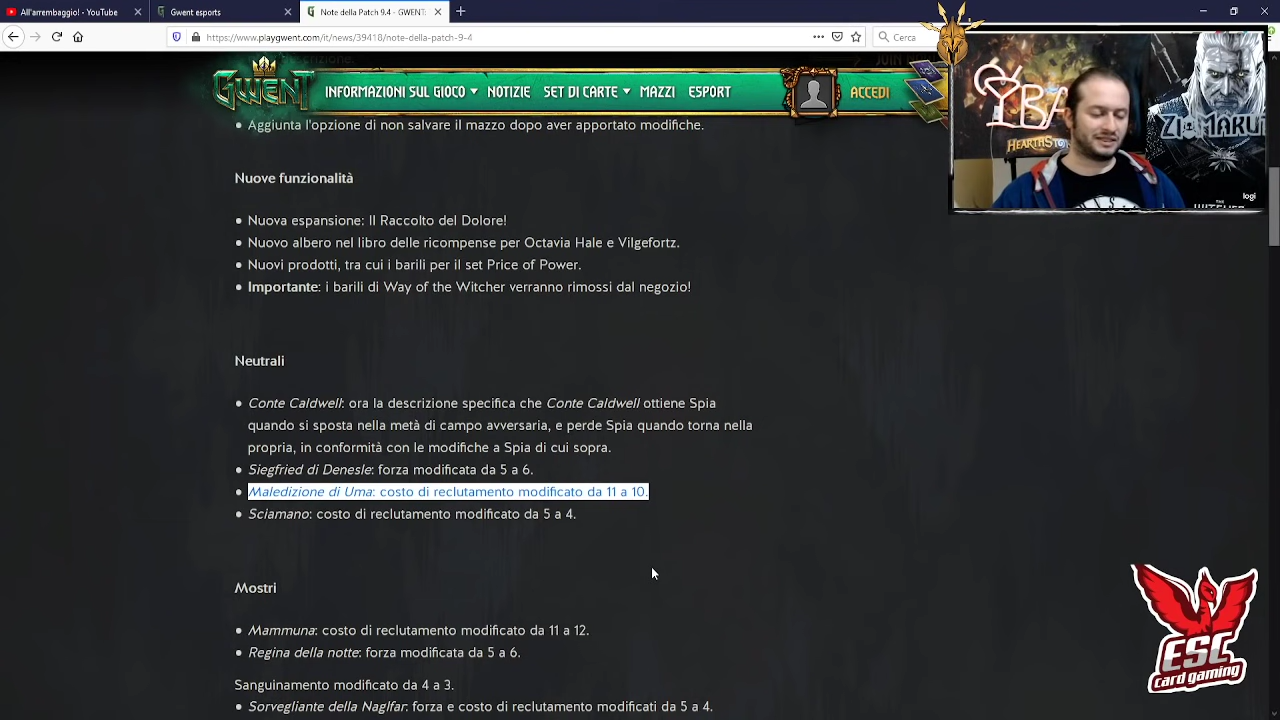 All'arrembaggio! - YouTube
Gwent esports
Note della Patch 9.4 - GWENT:
https://www.playgwent.com/it/news/39418/note-della-patch-9-4
Cerca
GWENT
INFORMAZIONI SUL GIOCO
NOTIZIE
SET DI CARTE
MAZZI
ESPORT
ACCEDI
Aggiunta l'opzione di non salvare il mazzo dopo aver apportato modifiche.
Nuove funzionalità
Nuova espansione: Il Raccolto del Dolore!
Nuovo albero nel libro delle ricompense per Octavia Hale e Vilgefortz.
Nuovi prodotti, tra cui i barili per il set Price of Power.
Importante: i barili di Way of the Witcher verranno rimossi dal negozio!
Neutrali
Conte Caldwell: ora la descrizione specifica che Conte Caldwell ottiene Spia
quando si sposta nella metà di campo avversaria, e perde Spia quando torna nella
propria, in conformità con le modifiche a Spia di cui sopra.
Siegfried di Denesle: forza modificata da 5 a 6.
Maledizione di Uma: costo di reclutamento modificato da 11 a 10.
Sciamano: costo di reclutamento modificato da 5 a 4.
Mostri
Mammuna: costo di reclutamento modificato da 11 a 12.
Regina della notte: forza modificata da 5 a 6.
Sanguinamento modificato da 4 a 3.
Sorvegliante della Naglfar: forza e costo di reclutamento modificati da 5 a 4.
logi
THE
WITCHER
ESC
card gaming